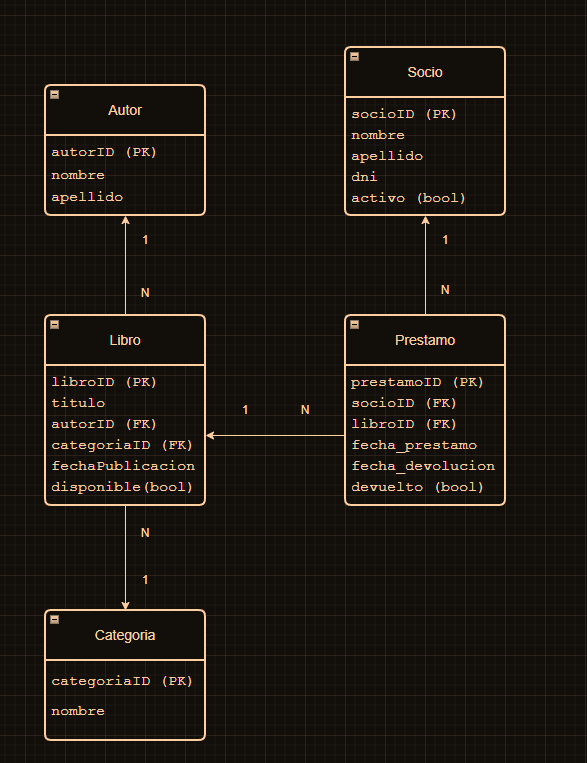 Autor
autorID (PK)
nombre
apellido
Socio
socioID (PK)
nombre
apellido
dni
activo (bool)
1
N
1
N
Libro
libroID (PK)
titulo
autorID (FK)
categoriaID (FK)
fechaPublicacion
disponible(bool)
1 N
Prestamo
prestamoID (PK)
socioID (FK)
libroID (FK)
fecha_prestamo
fecha_devolucion
devuelto (bool)
N
1
Categoria
categoriaID (PK)
nombre